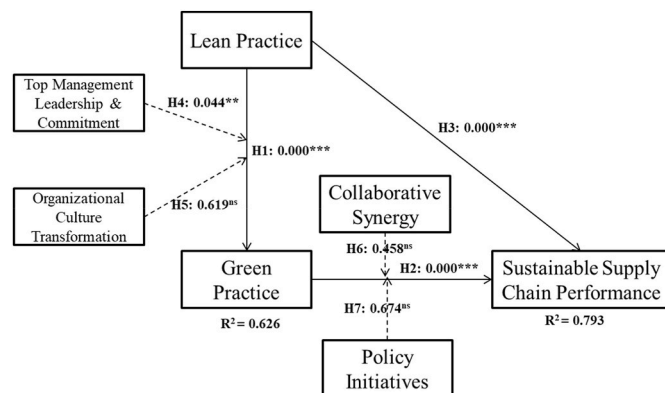 Lean Practice
Top Management
Leadership &
Commitment
H4: 0.044**
H3: 0.000***
H1: 0.000***
Organizational
Culture
Transformation
H5: 0.619ns
Collaborative
Synergy
H6: 0.458ns
H2: 0.000***
Green
Practice
Sustainable Supply
Chain Performance
H7: 0.674ns
R2 = 0.626
R2 = 0.793
Policy
Initiatives